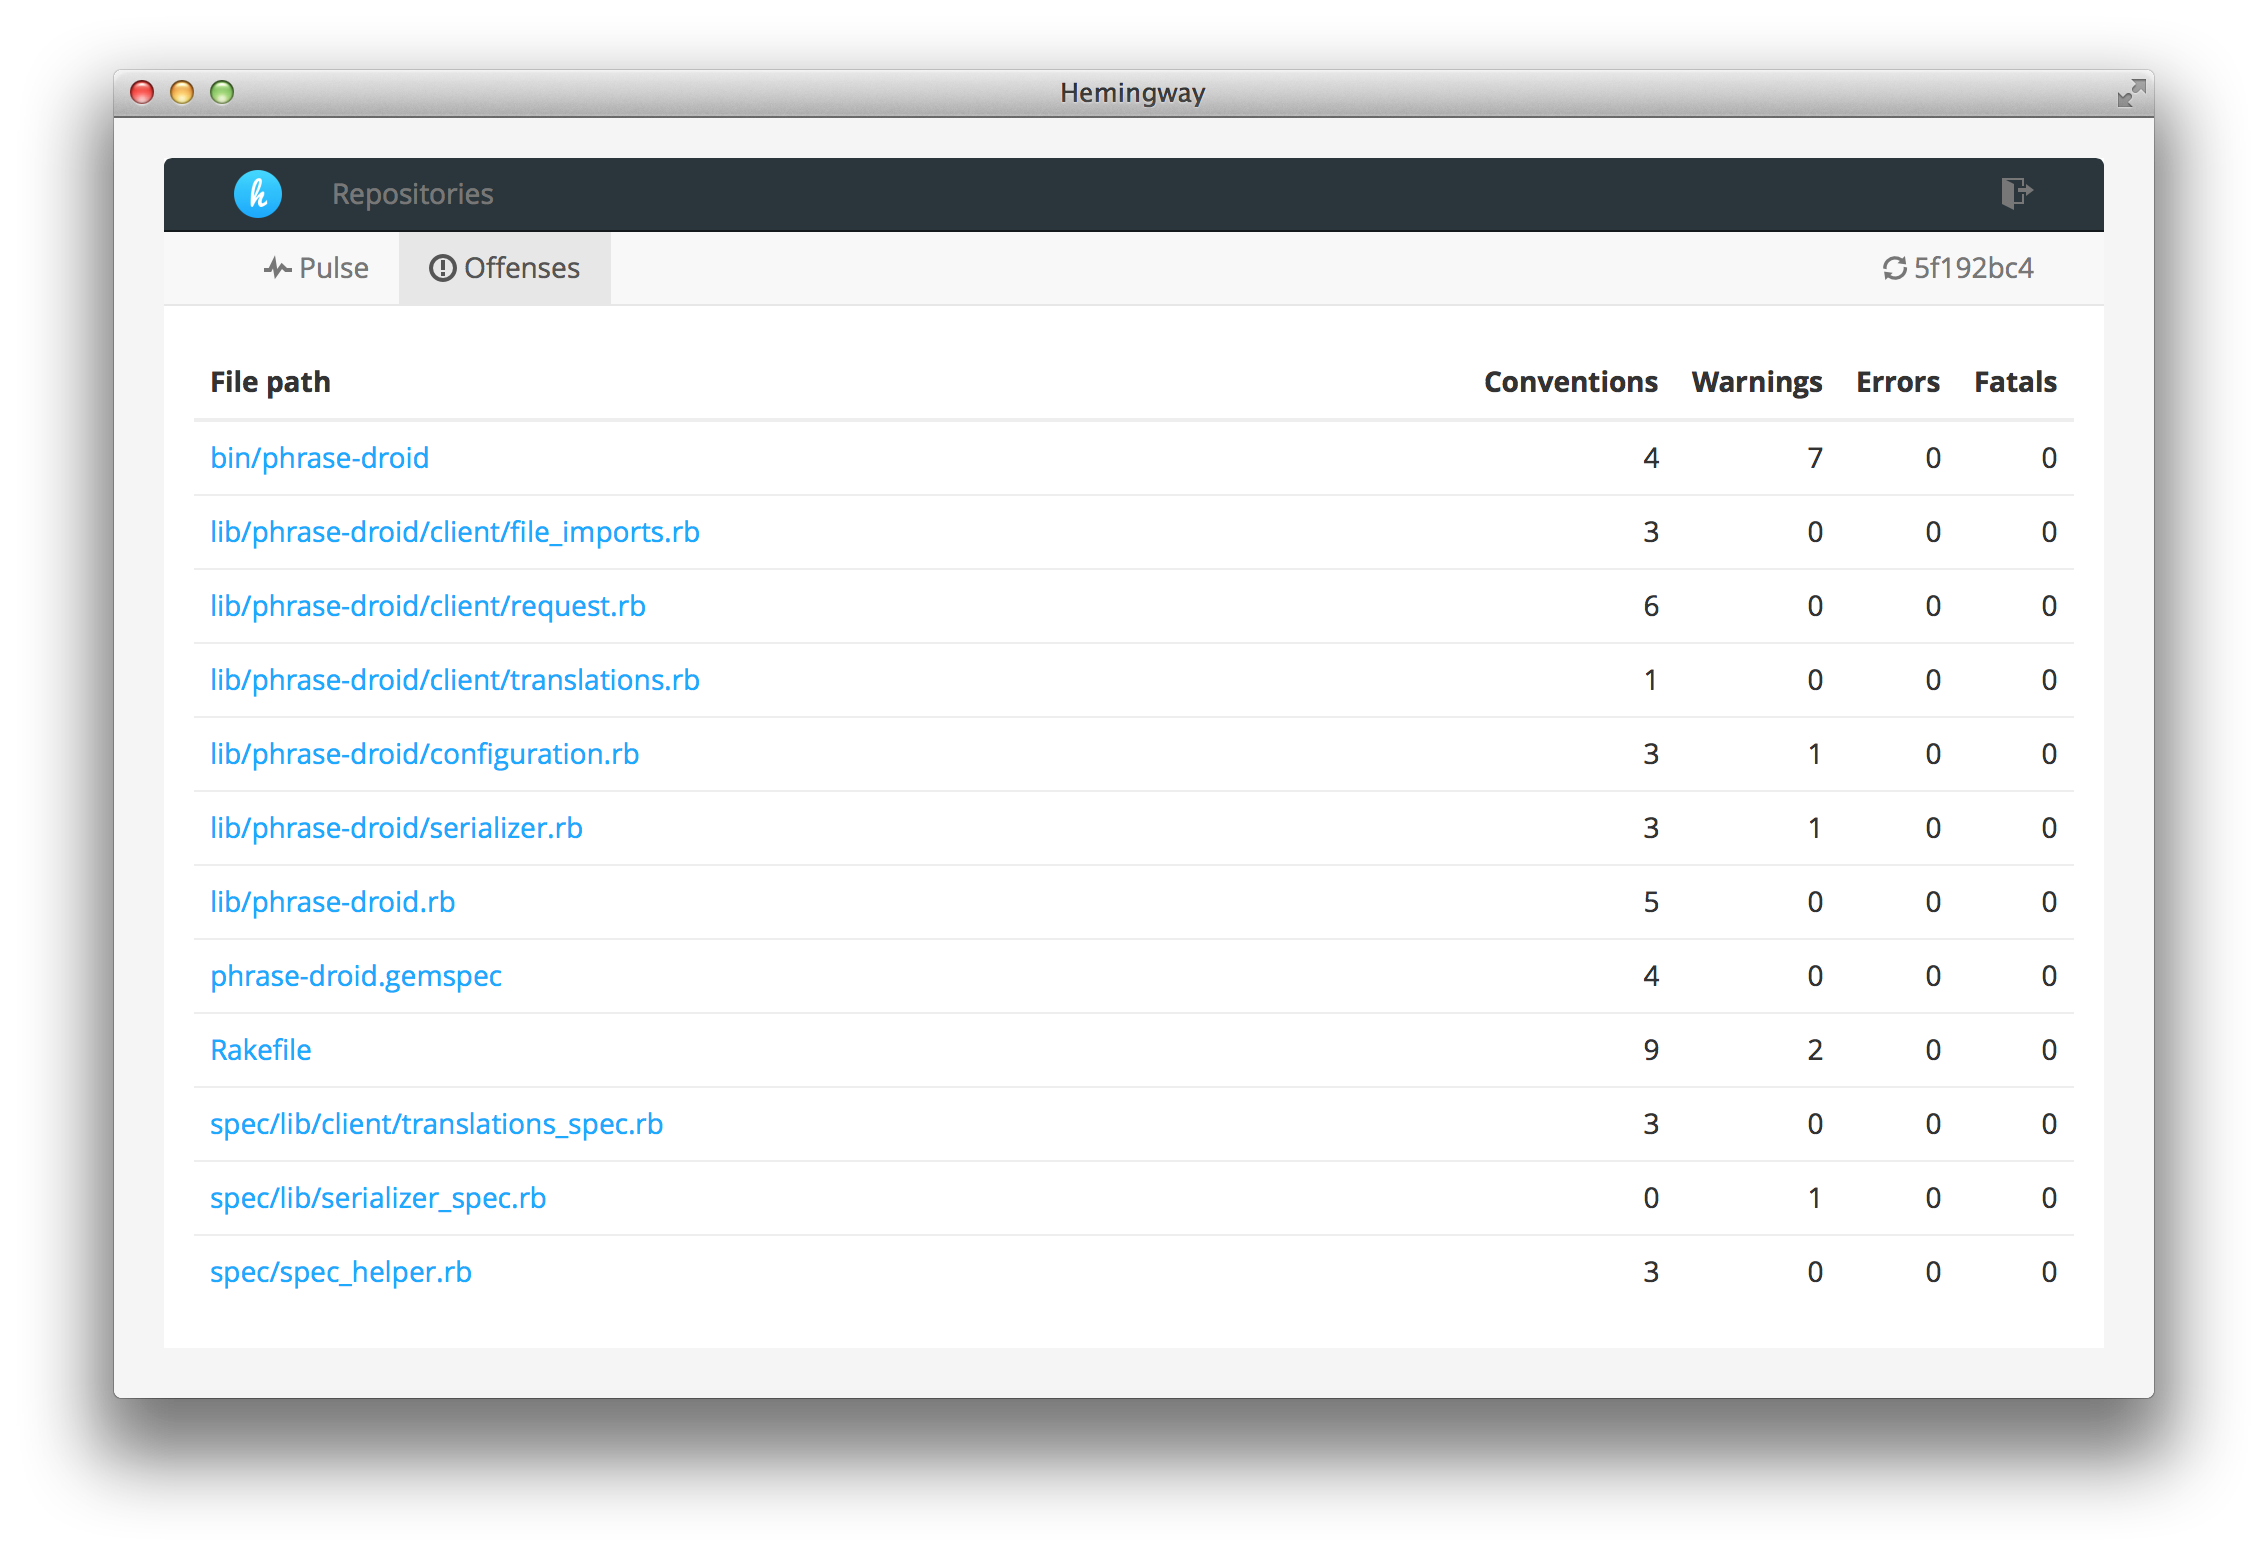 Hemingway
h Repositories
Pulse Offenses 5f192bc4
File path Conventions Warnings Errors Fatals
bin/phrase-droid 4 7 0 0
lib/phrase-droid/client/file_imports.rb 3 0 0 0
lib/phrase-droid/client/request.rb 6 0 0 0
lib/phrase-droid/client/translations.rb 1 0 0 0
lib/phrase-droid/configuration.rb 3 1 0 0
lib/phrase-droid/serializer.rb 3 1 0 0
lib/phrase-droid.rb 5 0 0 0
phrase-droid.gemspec 4 0 0 0
Rakefile 9 2 0 0
spec/lib/client/translations_spec.rb 3 0 0 0
spec/lib/serializer_spec.rb 0 1 0 0
spec/spec_helper.rb 3 0 0 0